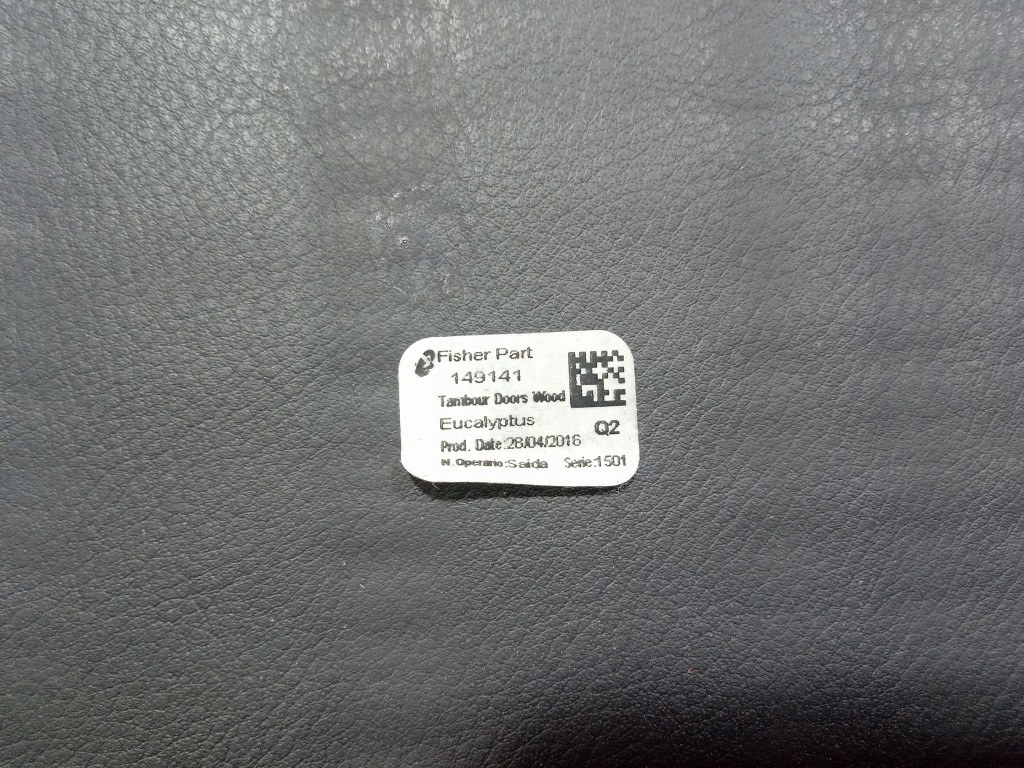 Fisher Part
149141
Tambour Doors Wood
Eucalyptus
Q2
Prod. Date:28/04/2016
N.Operario:Saida Serie:1501